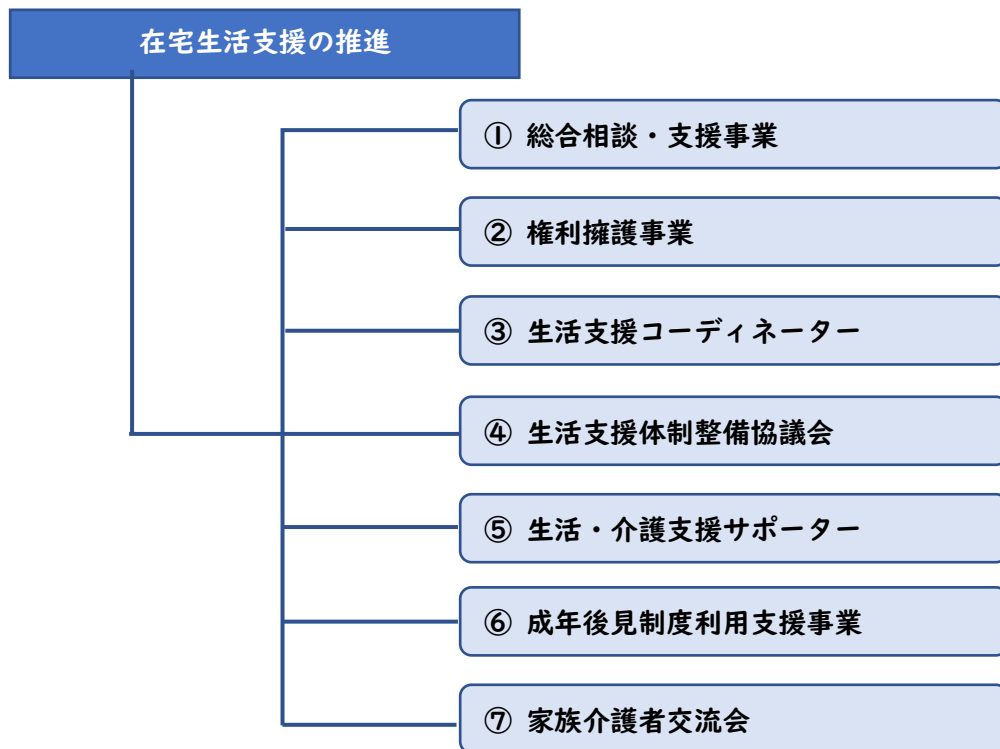 在宅生活支援の推進
① 総合相談・支援事業
② 権利擁護事業
③ 生活支援コーディネーター
④ 生活支援体制整備協議会
⑤ 生活・介護支援サポーター
⑥ 成年後見制度利用支援事業
⑦ 家族介護者交流会